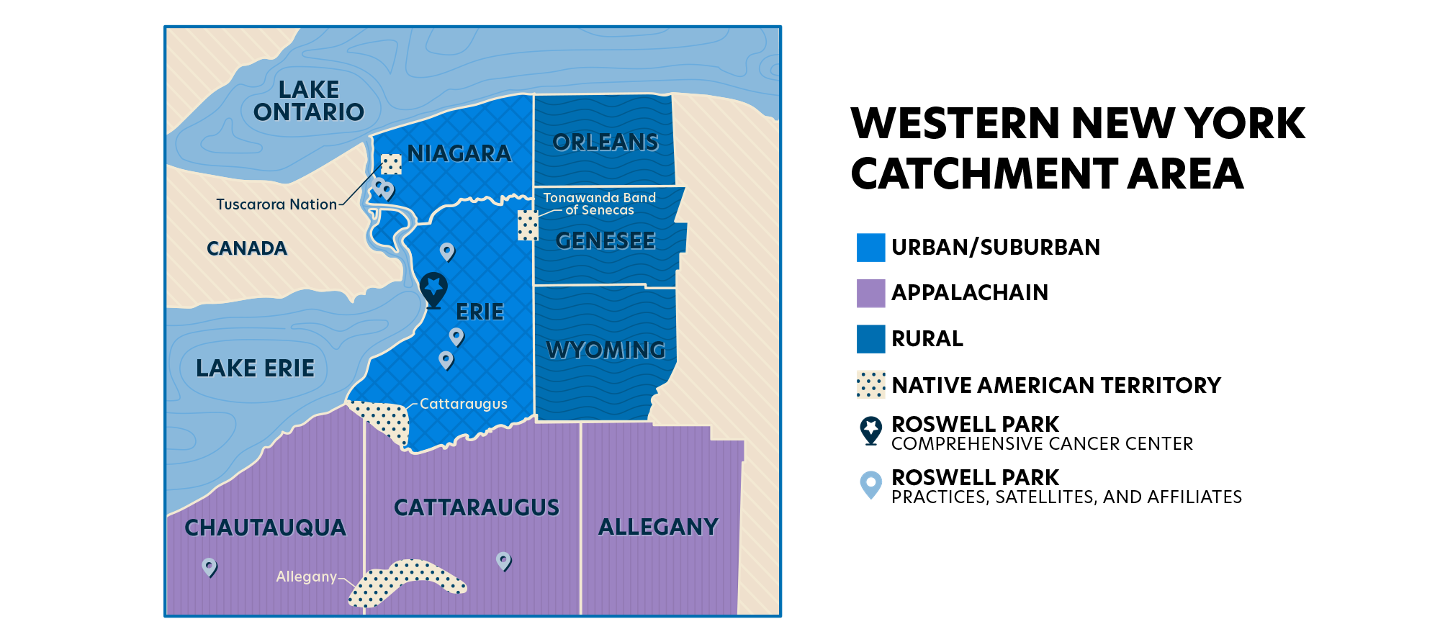 LAKE
ONTARIO
NIAGARA
ORLEANS
Tuscarora Nation
Tonawanda Band
of Senecas
CANADA
GENESEE
ERIE
WYOMING
LAKE ERIE
Cattaraugus
CHAUTAUQUA
CATTARAUGUS
ALLEGANY
Allegany
WESTERN NEW YORK
CATCHMENT AREA
URBAN/SUBURBAN
APPALACHAIN
RURAL
NATIVE AMERICAN TERRITORY
ROSWELL PARK
COMPREHENSIVE CANCER CENTER
ROSWELL PARK
PRACTICES, SATELLITES, AND AFFILIATES